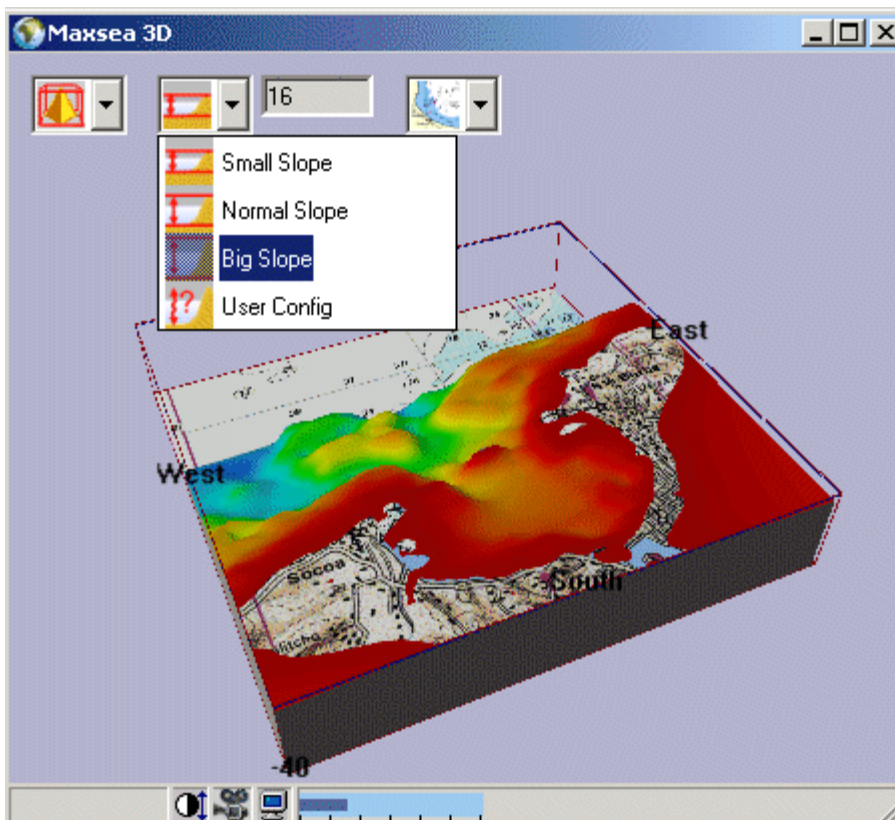 Maxsea 3D
16
Small Slope
Normal Slope
Big Slope
User Config
East
West
Socoa
South
-40